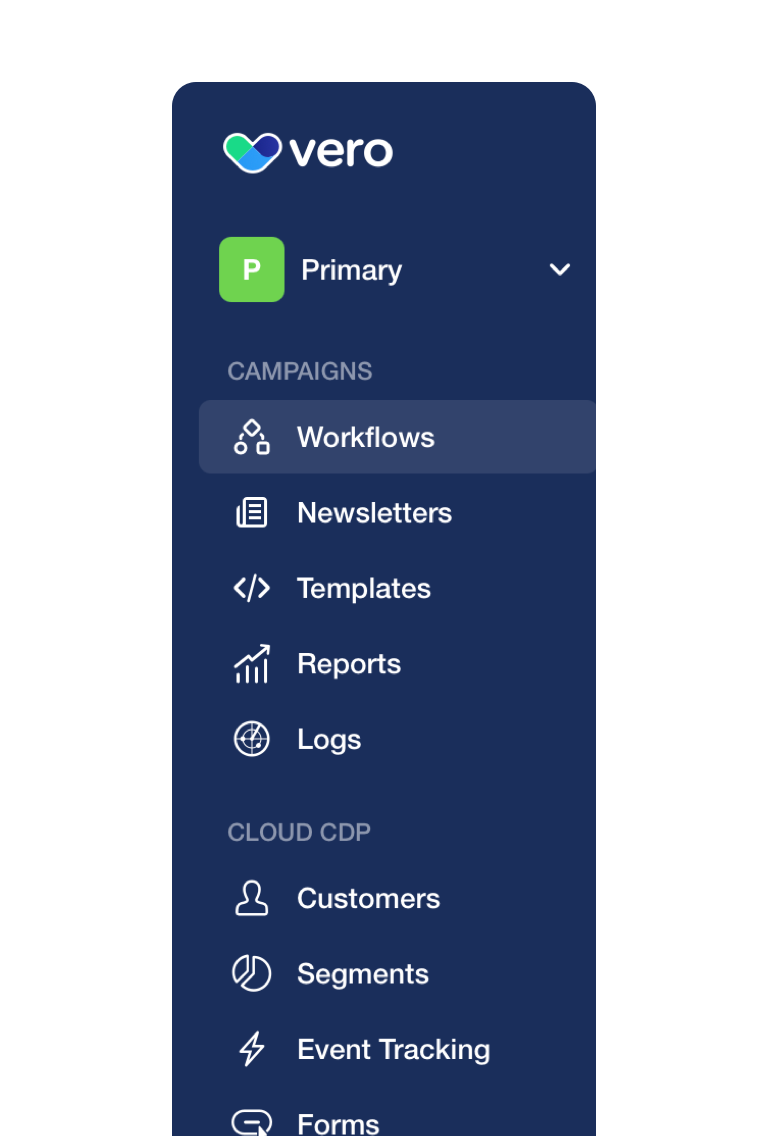 vero
P Primary
CAMPAIGNS
Workflows
Newsletters
Templates
Reports
Logs
CLOUD CDP
Customers
Segments
Event Tracking
Forms